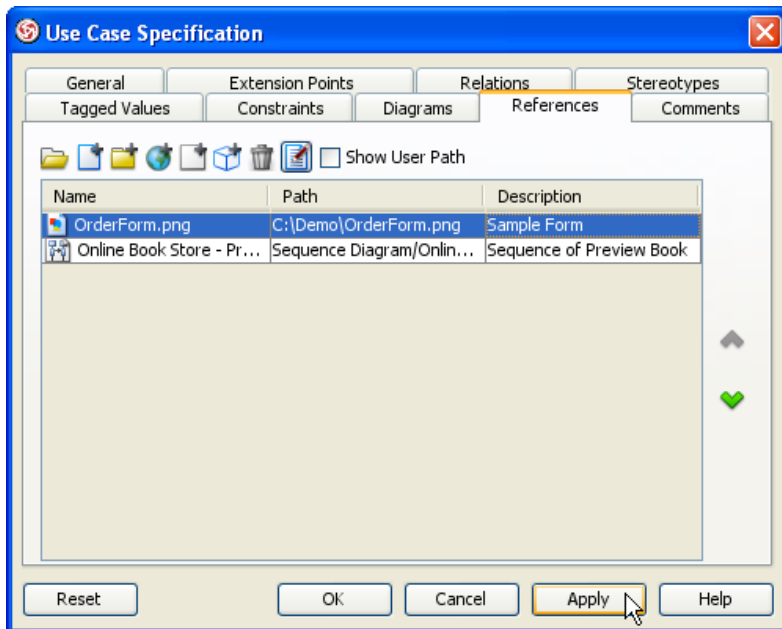 Use Case Specification
General Extension Points Relations Stereotypes
Tagged Values Constraints Diagrams References Comments
Show User Path
Name Path Description
OrderForm.png C:\Demo\OrderForm.png Sample Form
Online Book Store - Pr... Sequence Diagram/Onlin... Sequence of Preview Book
Reset OK Cancel Apply Help